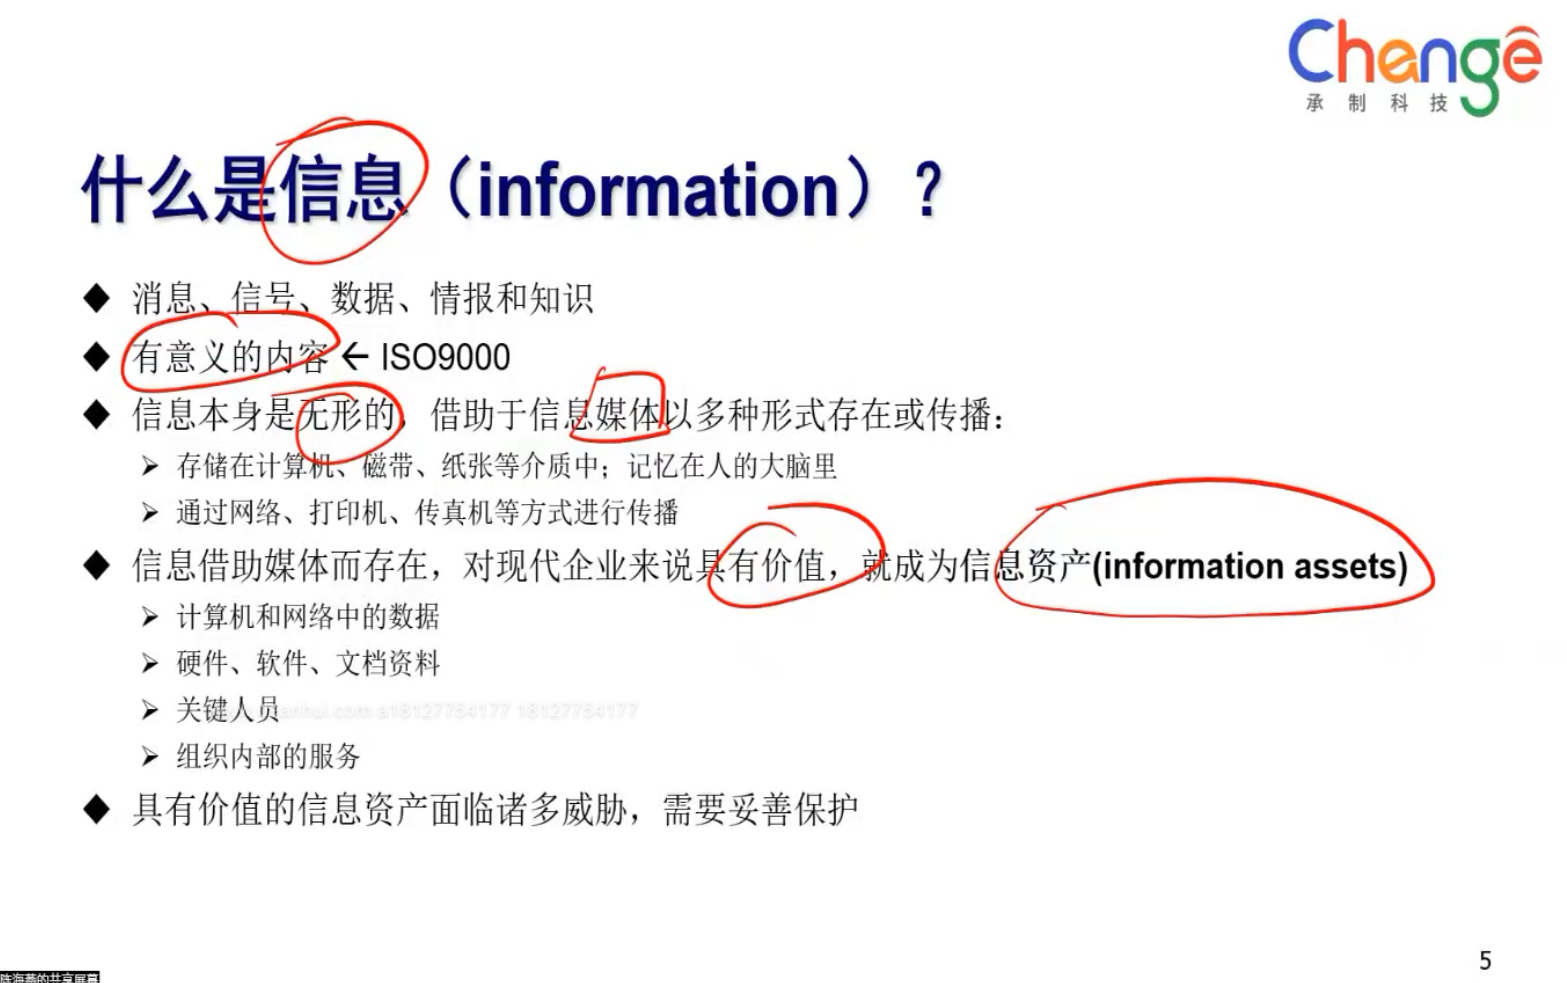 Changê
承制科技
什么是信息（information）？
◆ 消息、信号、数据、情报和知识
◆ 有意义的内容 ← ISO9000
◆ 信息本身是无形的，借助于信息媒体以多种形式存在或传播：
➢ 存储在计算机、磁带、纸张等介质中；记忆在人的大脑里
➢ 通过网络、打印机、传真机等方式进行传播
◆ 信息借助媒体而存在，对现代企业来说具有价值，就成为信息资产(information assets)
➢ 计算机和网络中的数据
➢ 硬件、软件、文档资料
➢ 关键人员
a18127754177 18127754177
➢ 组织内部的服务
◆ 具有价值的信息资产面临诸多威胁，需要妥善保护
5
的共享屏幕